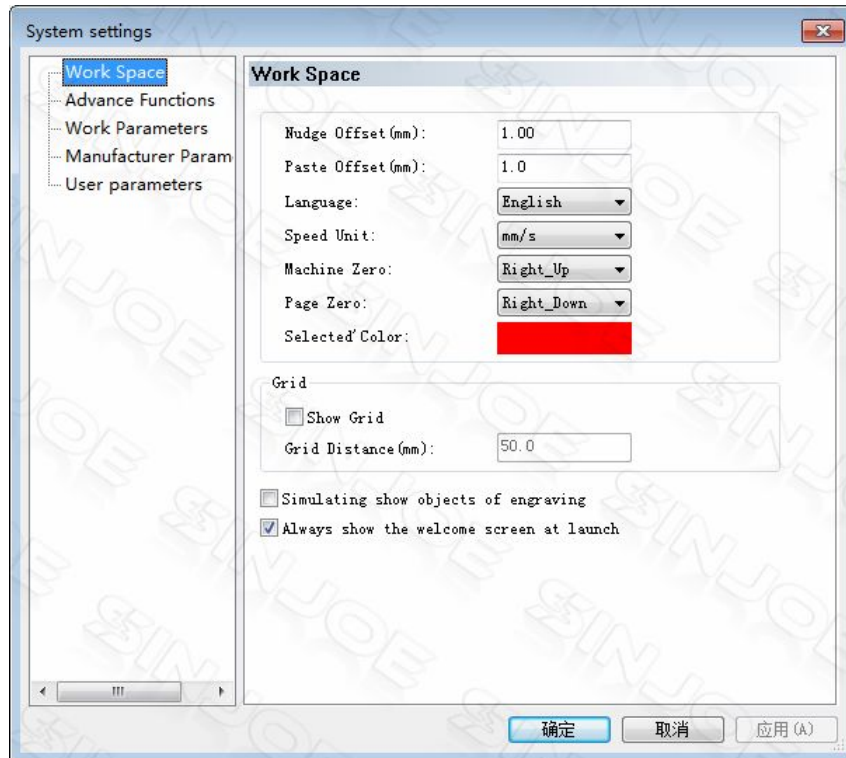 System settings
Work Space
Advance Functions
Work Parameters
Manufacturer Param
User parameters
Work Space
Nudge Offset(mm): 1.00
Paste Offset(mm): 1.0
Language: English
Speed Unit: mm/s
Machine Zero: Right_Up
Page Zero: Right_Down
Selected Color:
Grid
Show Grid
Grid Distance(mm): 50.0
Simulating show objects of engraving
Always show the welcome screen at launch
确定 取消 应用(A)
SINJOE